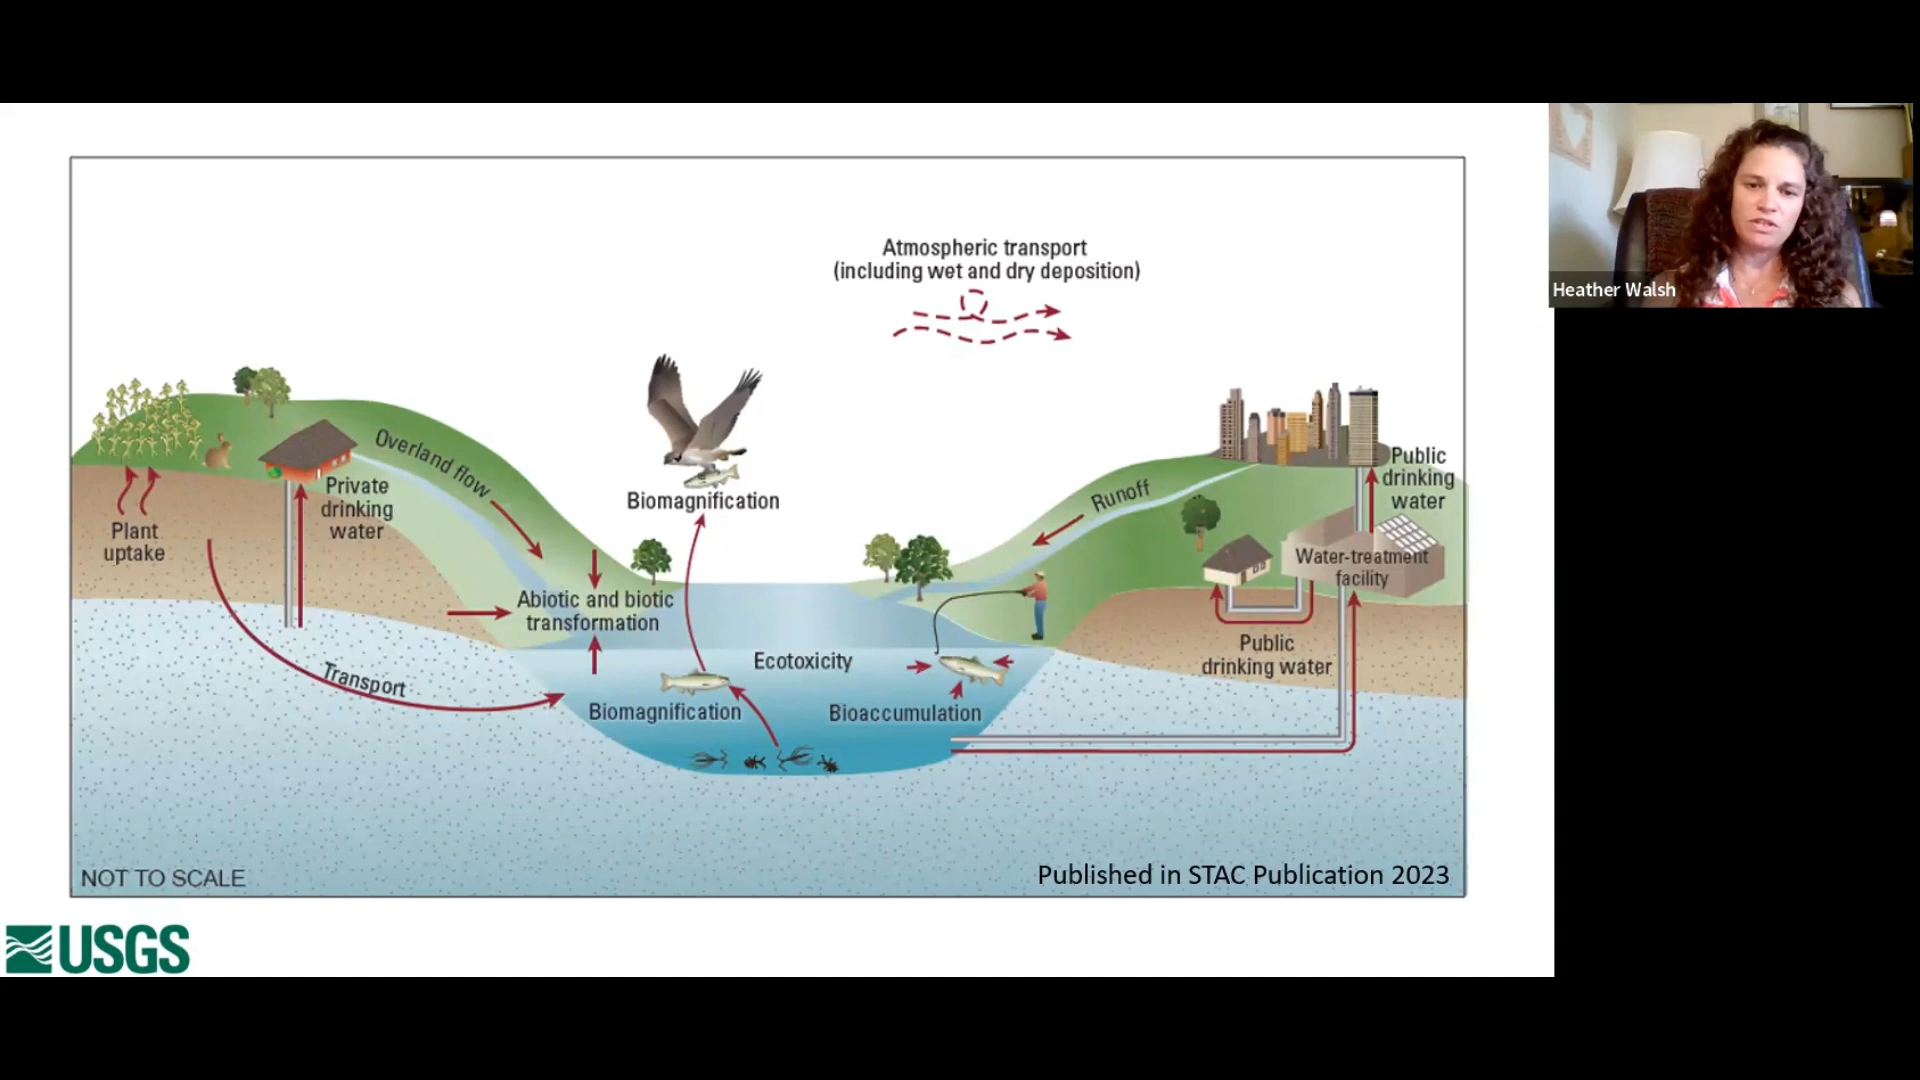 Atmospheric transport
(including wet and dry deposition)
Heather Walsh
Overland flow
Private
drinking
water
Plant
uptake
Biomagnification
Runoff
Public
drinking
water
Water-treatment
facility
Abiotic and biotic
transformation
Transport
Ecotoxicity
Biomagnification
Bioaccumulation
Public
drinking water
NOT TO SCALE
Published in STAC Publication 2023
USGS